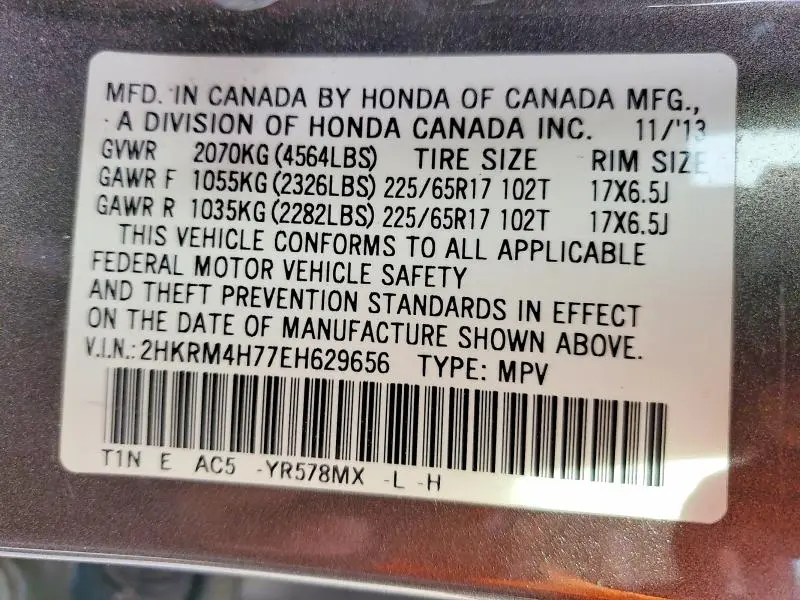 MFD. IN CANADA BY HONDA OF CANADA MFG.,
A DIVISION OF HONDA CANADA INC. 11/'13
GVWR 2070KG (4564LBS) TIRE SIZE RIM SIZE
GAWR F 1055KG (2326LBS) 225/65R17 102T 17X6.5J
GAWR R 1035KG (2282LBS) 225/65R17 102T 17X6.5J
THIS VEHICLE CONFORMS TO ALL APPLICABLE
FEDERAL MOTOR VEHICLE SAFETY
AND THEFT PREVENTION STANDARDS IN EFFECT
ON THE DATE OF MANUFACTURE SHOWN ABOVE.
V.I.N.: 2HKRM4H77EH629656 TYPE: MPV
T1N E AC5 -YR578MX -L -H